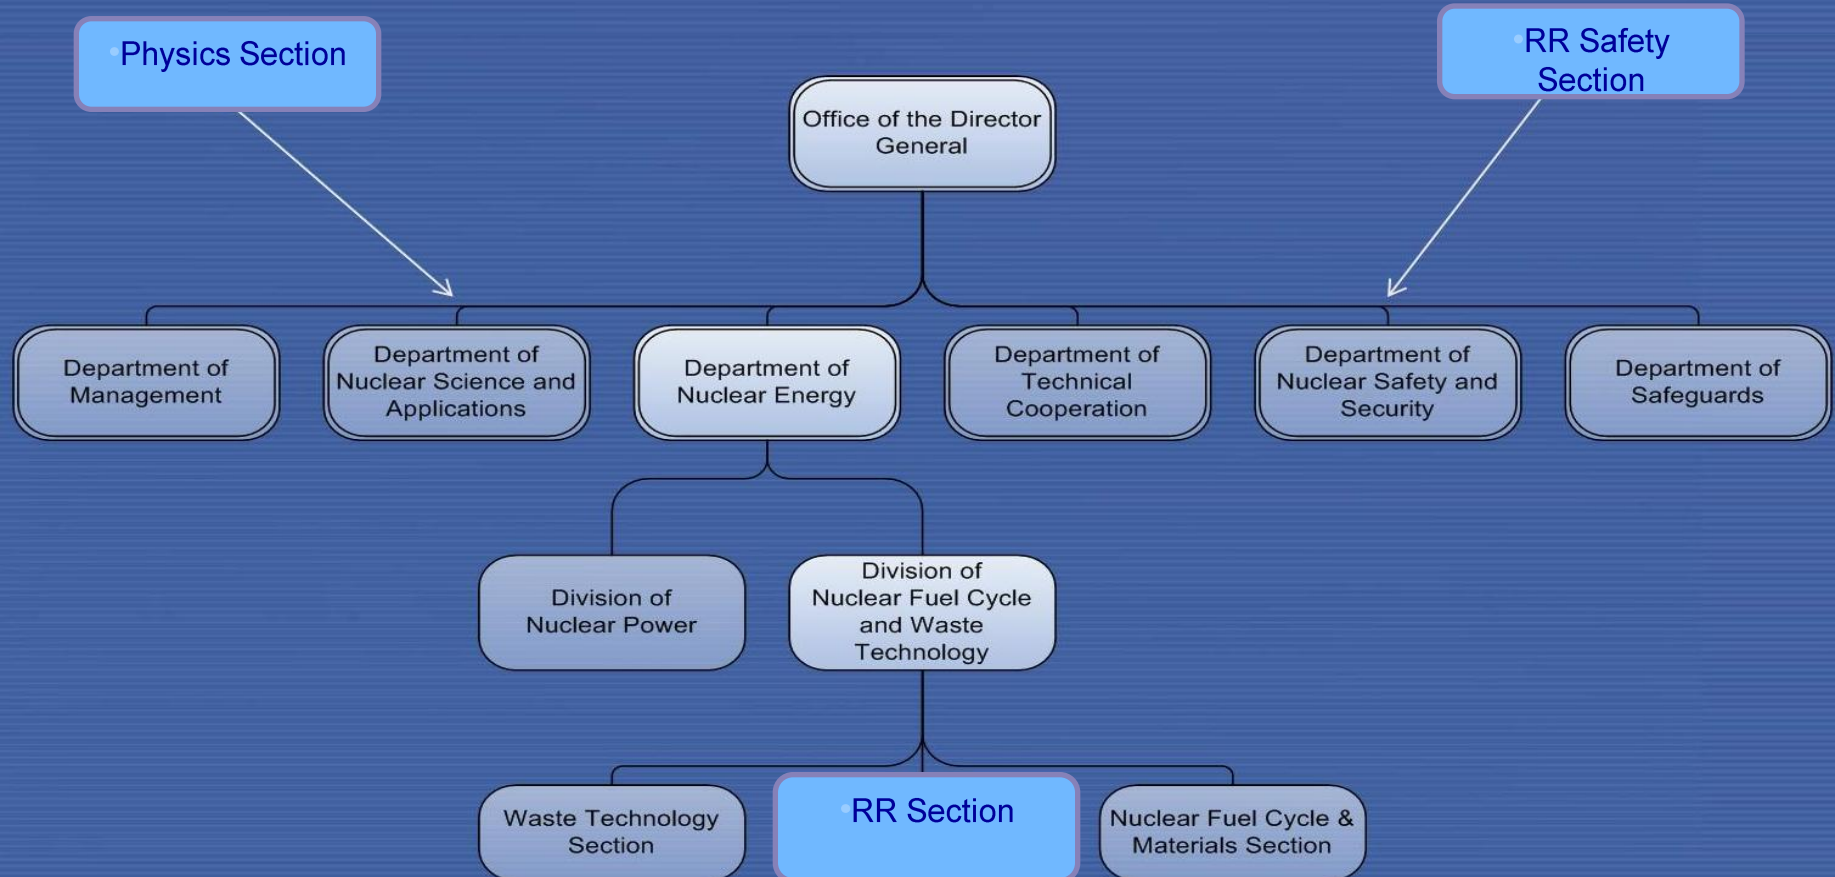 •Physics Section
•RR Safety
Section
Office of the Director
General
Department of
Management
Department of
Nuclear Science and
Applications
Department of
Nuclear Energy
Department of
Technical
Cooperation
Department of
Nuclear Safety and
Security
Department of
Safeguards
Division of
Nuclear Power
Division of
Nuclear Fuel Cycle
and Waste
Technology
Waste Technology
Section
•RR Section
Nuclear Fuel Cycle &
Materials Section